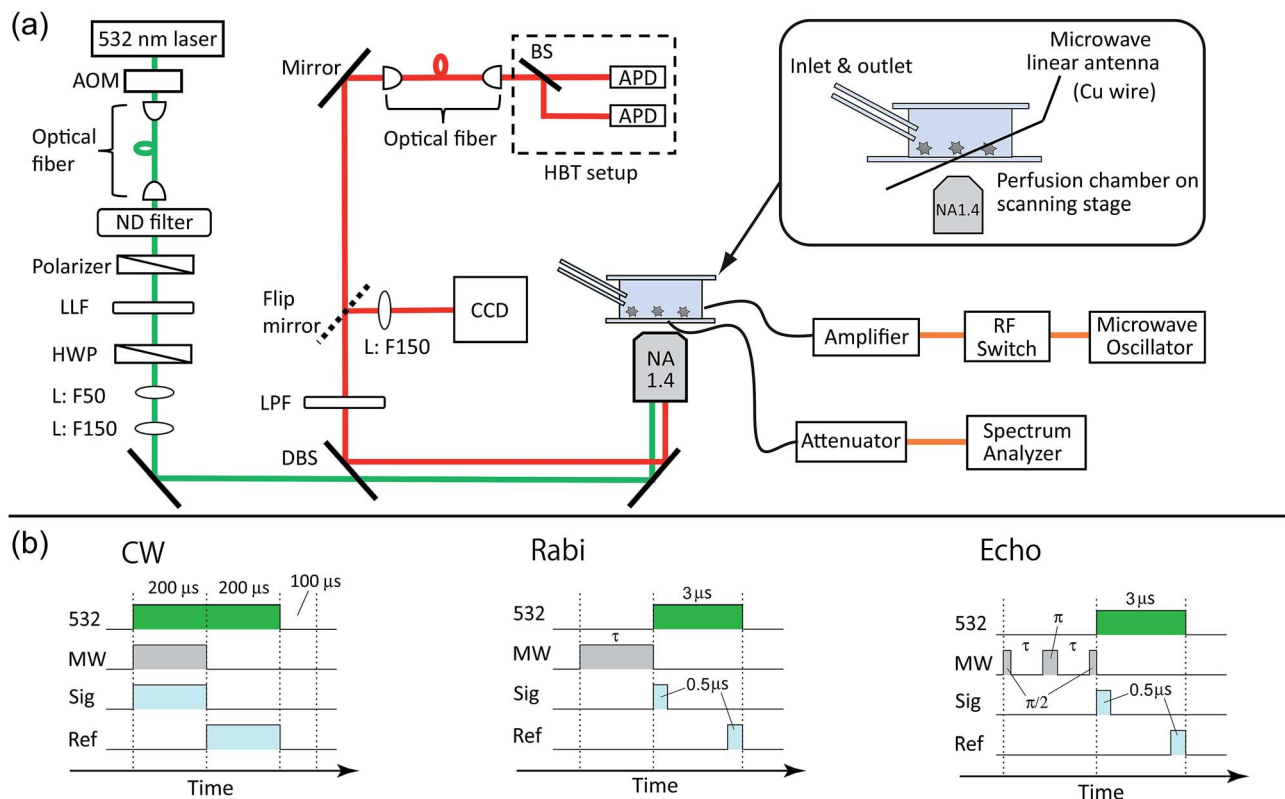 (a)
532 nm laser
AOM
Optical
fiber
ND filter
Polarizer
LLF
HWP
L: F50
L: F150
Mirror
Optical fiber
BS
APD
APD
HBT setup
Flip
mirror
L: F150
CCD
LPF
DBS
NA
1.4
Inlet & outlet
Microwave
linear antenna
(Cu wire)
NA1.4
Perfusion chamber on
scanning stage
Amplifier
RF
Switch
Microwave
Oscillator
Attenuator
Spectrum
Analyzer
(b)
CW
200 µs 200 µs 100 µs
532
MW
Sig
Ref
Time
Rabi
3 µs
532
τ
MW
Sig
0.5 µs
Ref
Time
Echo
3 µs
532
π
τ τ
MW
π/2
Sig
0.5 µs
Ref
Time